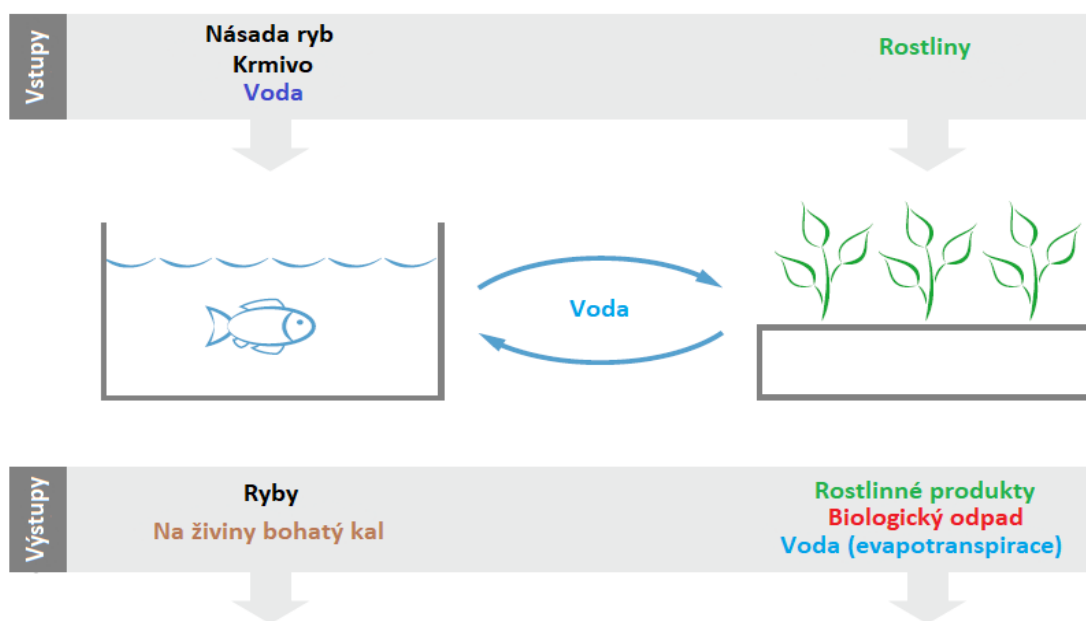 Vstupy
Násada ryb
Krmivo
Voda
Rostliny
Voda
Výstupy
Ryby
Na živiny bohatý kal
Rostlinné produkty
Biologický odpad
Voda (evapotranspirace)